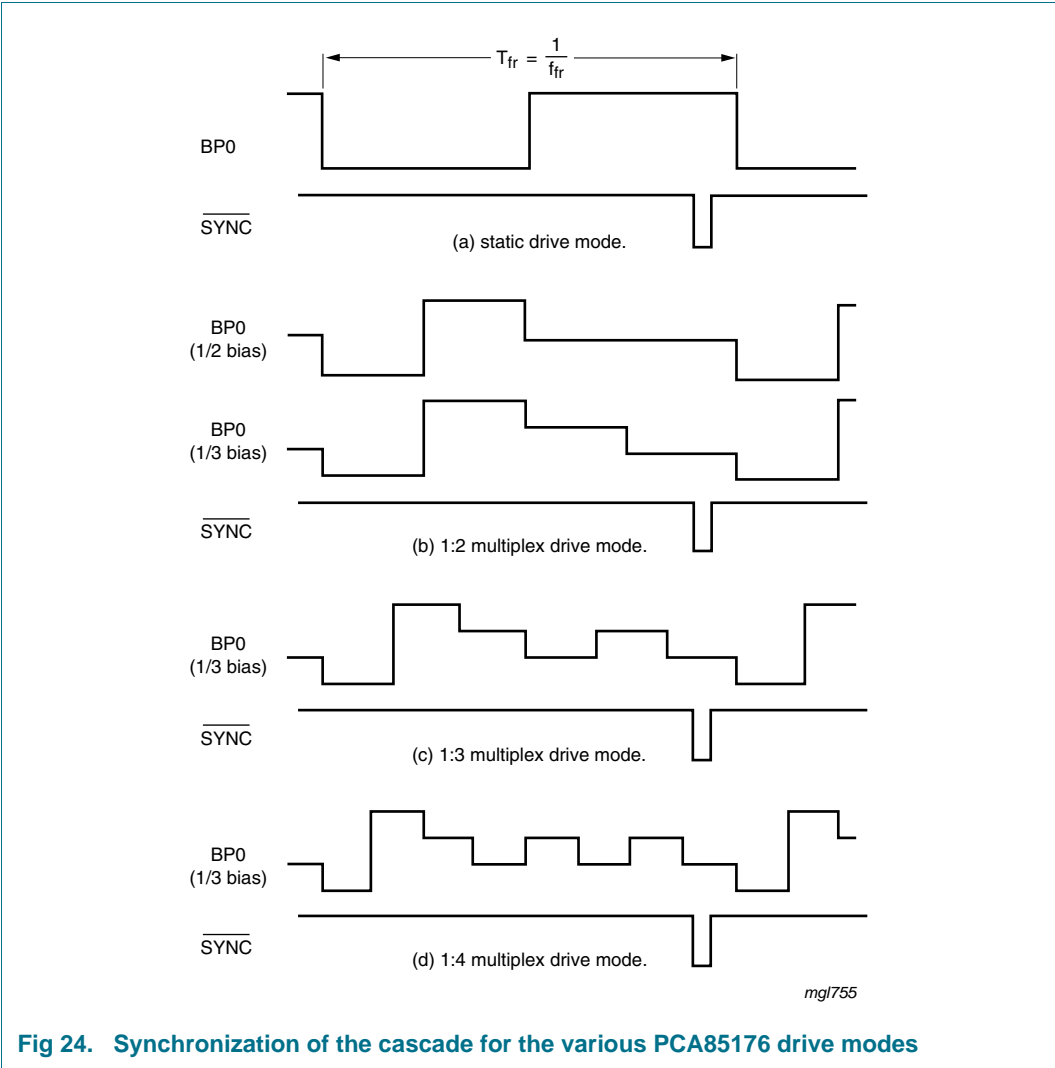 T_fr = 1/f_fr
BP0
SYNC
(a) static drive mode.
BP0
(1/2 bias)
BP0
(1/3 bias)
SYNC
(b) 1:2 multiplex drive mode.
BP0
(1/3 bias)
SYNC
(c) 1:3 multiplex drive mode.
BP0
(1/3 bias)
SYNC
(d) 1:4 multiplex drive mode.
mgl755
Fig 24. Synchronization of the cascade for the various PCA85176 drive modes